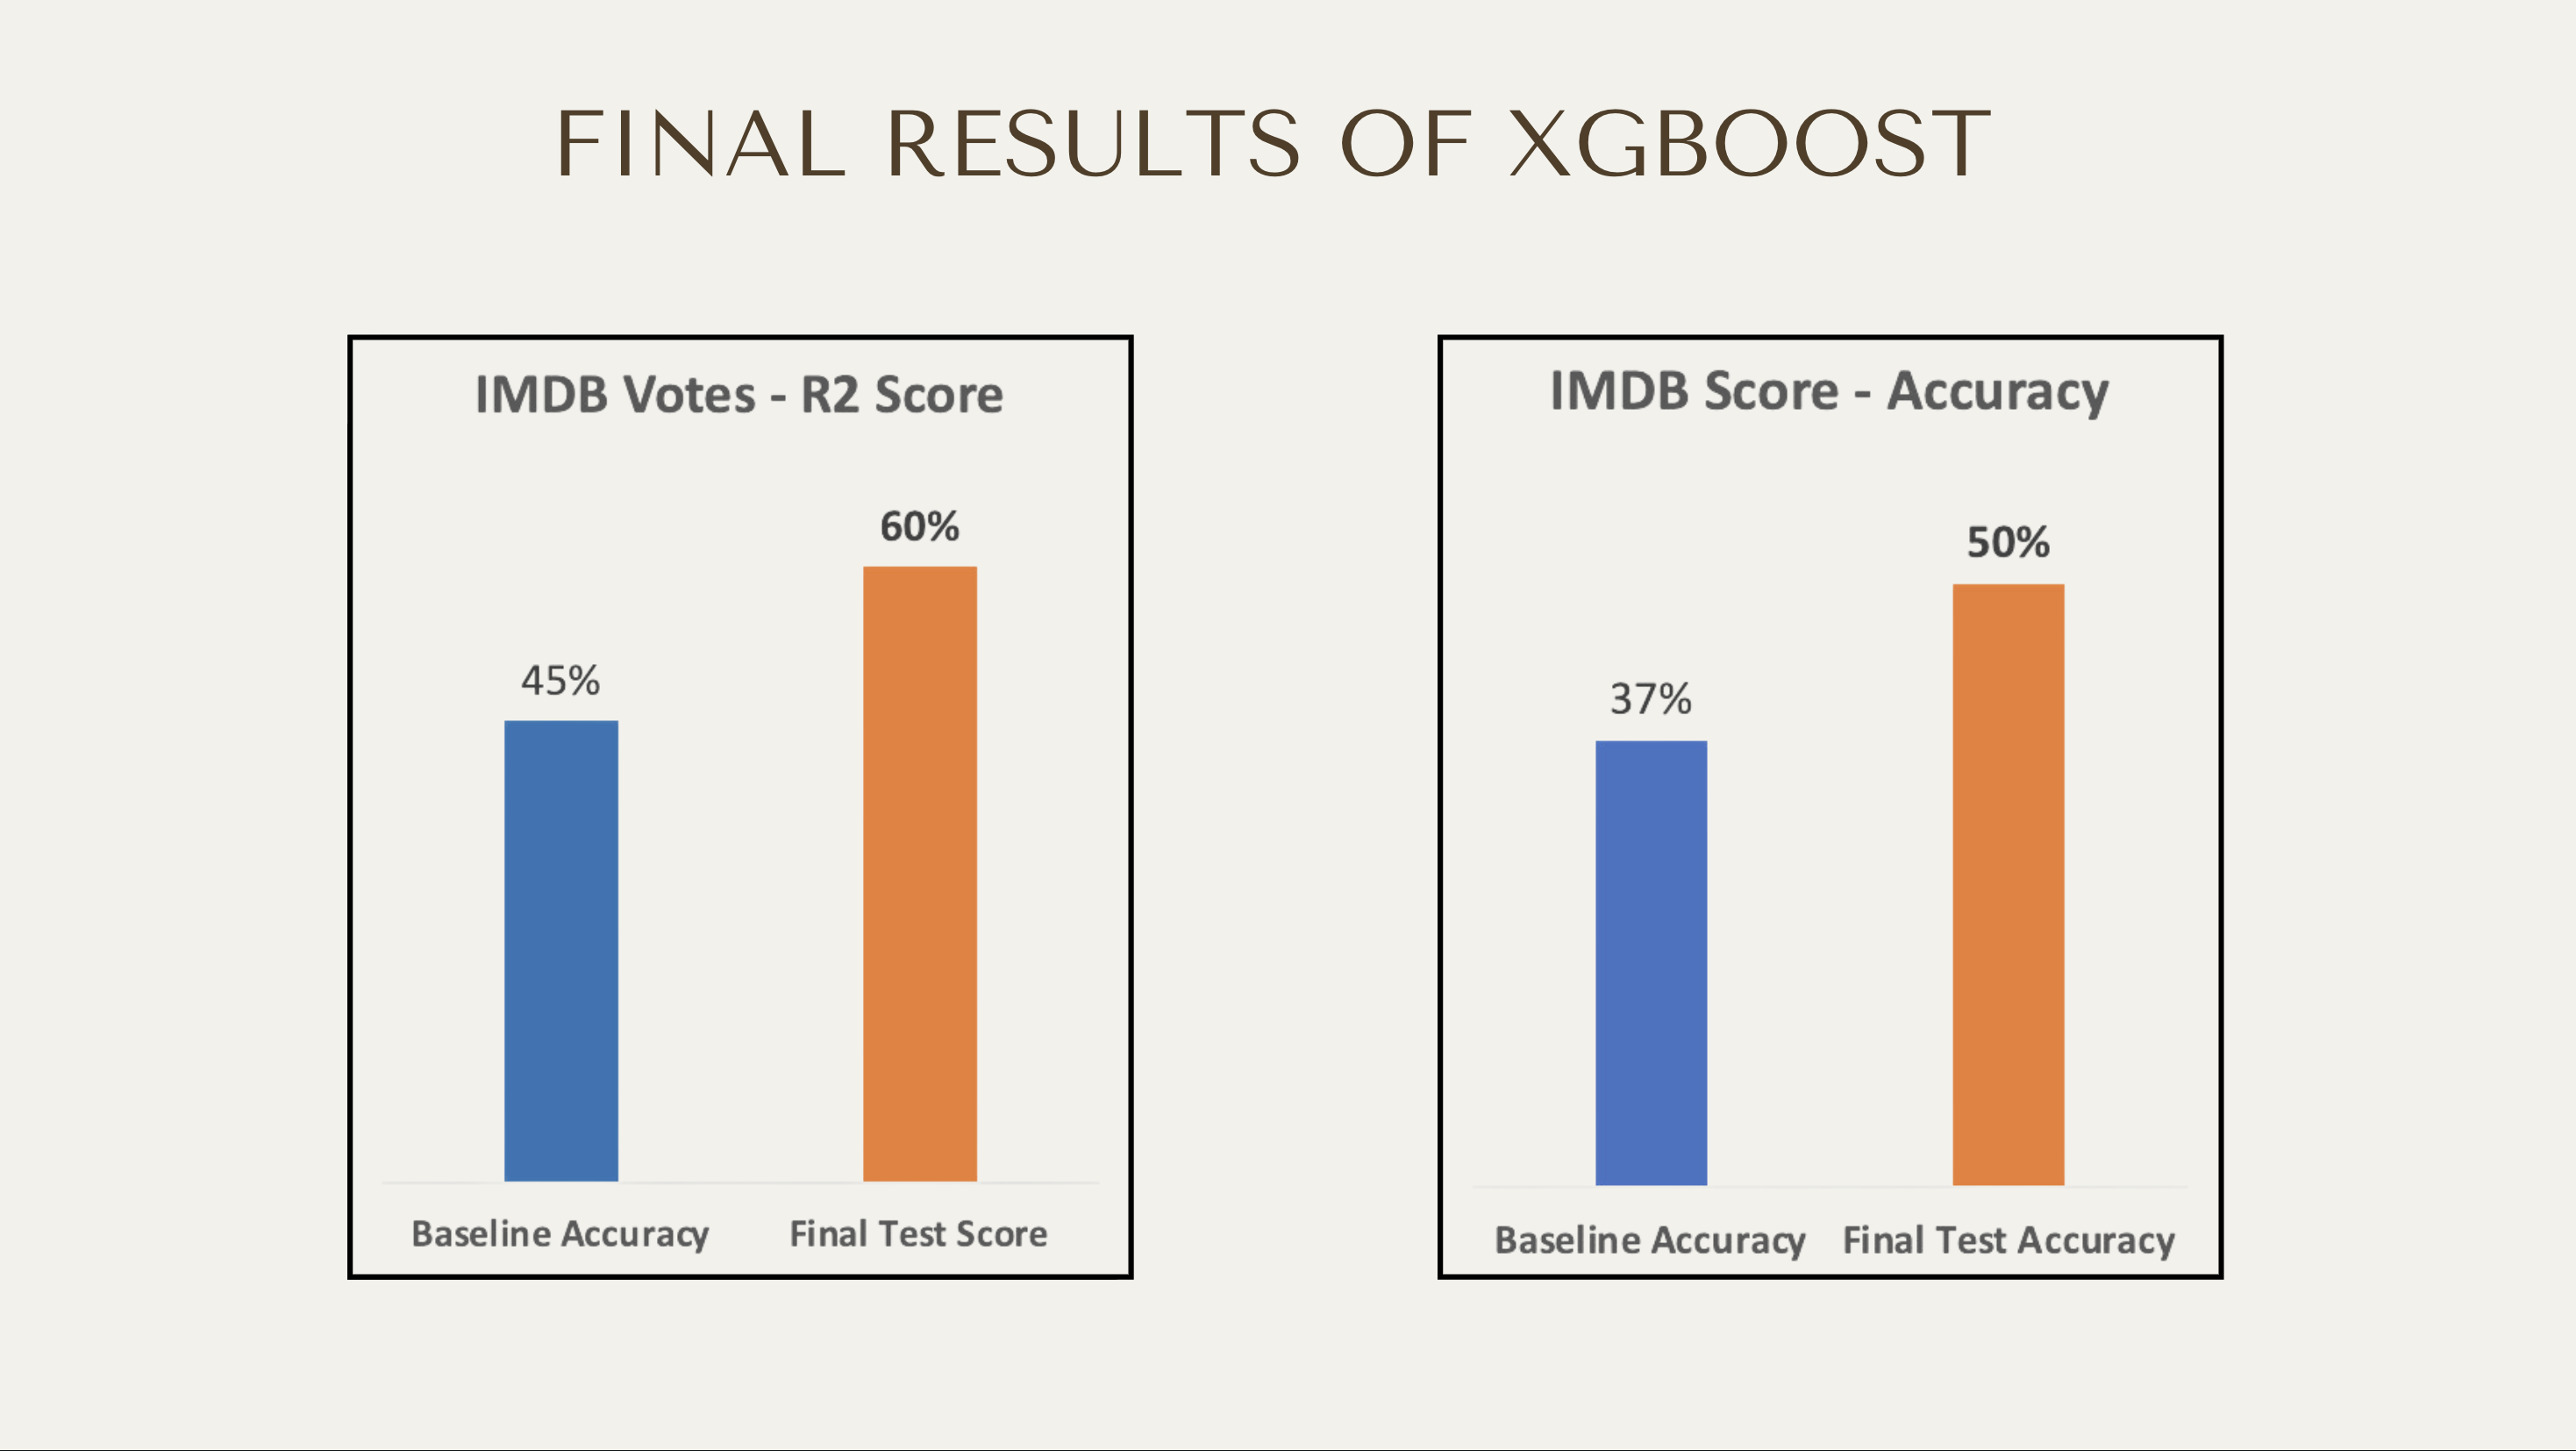 FINAL RESULTS OF XGBOOST
IMDB Votes - R2 Score
45%
60%
Baseline Accuracy
Final Test Score
IMDB Score - Accuracy
37%
50%
Baseline Accuracy
Final Test Accuracy